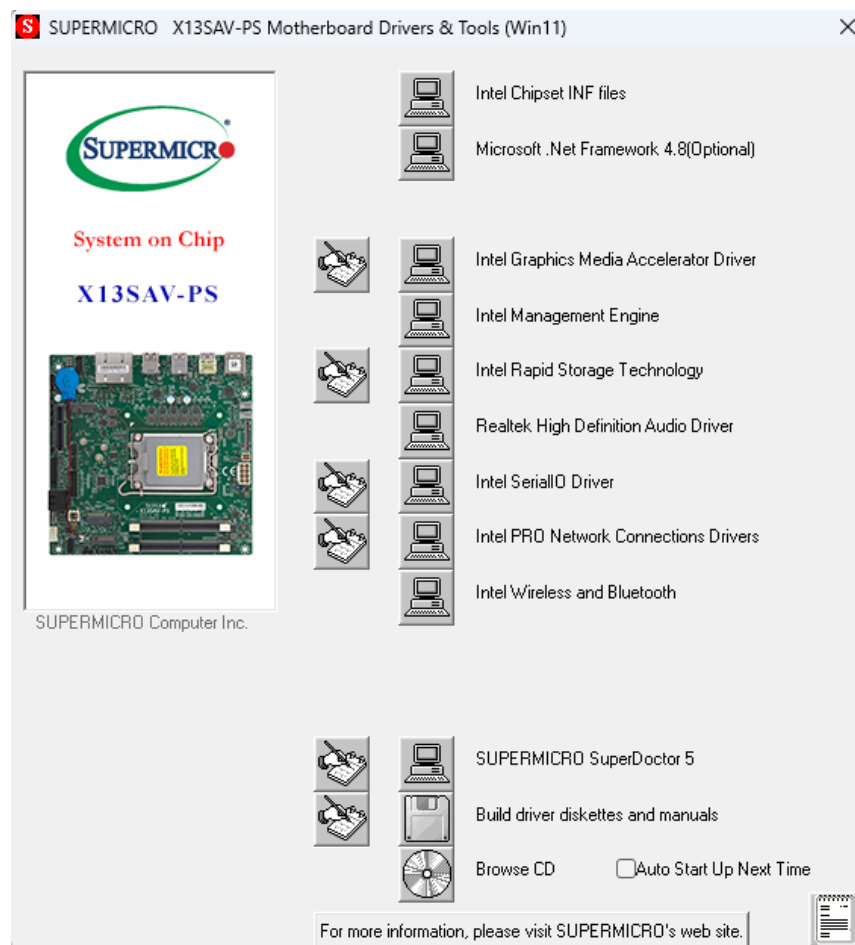 SUPERMICRO X13SAV-PS Motherboard Drivers & Tools (Win11)
SUPERMICR
System on Chip
X13SAV-PS
SUPERMICRO Computer Inc.
Intel Chipset INF files
Microsoft .Net Framework 4.8(Optional)
Intel Graphics Media Accelerator Driver
Intel Management Engine
Intel Rapid Storage Technology
Realtek High Definition Audio Driver
Intel SerialIO Driver
Intel PRO Network Connections Drivers
Intel Wireless and Bluetooth
SUPERMICRO SuperDoctor 5
Build driver diskettes and manuals
Browse CD
Auto Start Up Next Time
For more information, please visit SUPERMICRO's web site.